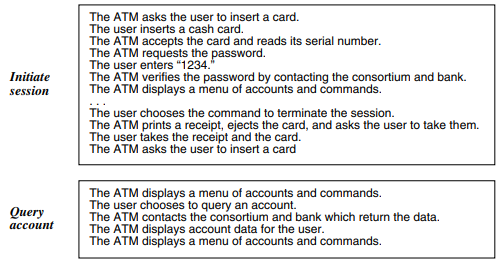 Initiate
session
The ATM asks the user to insert a card.
The user inserts a cash card.
The ATM accepts the card and reads its serial number.
The ATM requests the password.
The user enters “1234.”
The ATM verifies the password by contacting the consortium and bank.
The ATM displays a menu of accounts and commands.
. . .
The user chooses the command to terminate the session.
The ATM prints a receipt, ejects the card, and asks the user to take them.
The user takes the receipt and the card.
The ATM asks the user to insert a card
Query
account
The ATM displays a menu of accounts and commands.
The user chooses to query an account.
The ATM contacts the consortium and bank which return the data.
The ATM displays account data for the user.
The ATM displays a menu of accounts and commands.